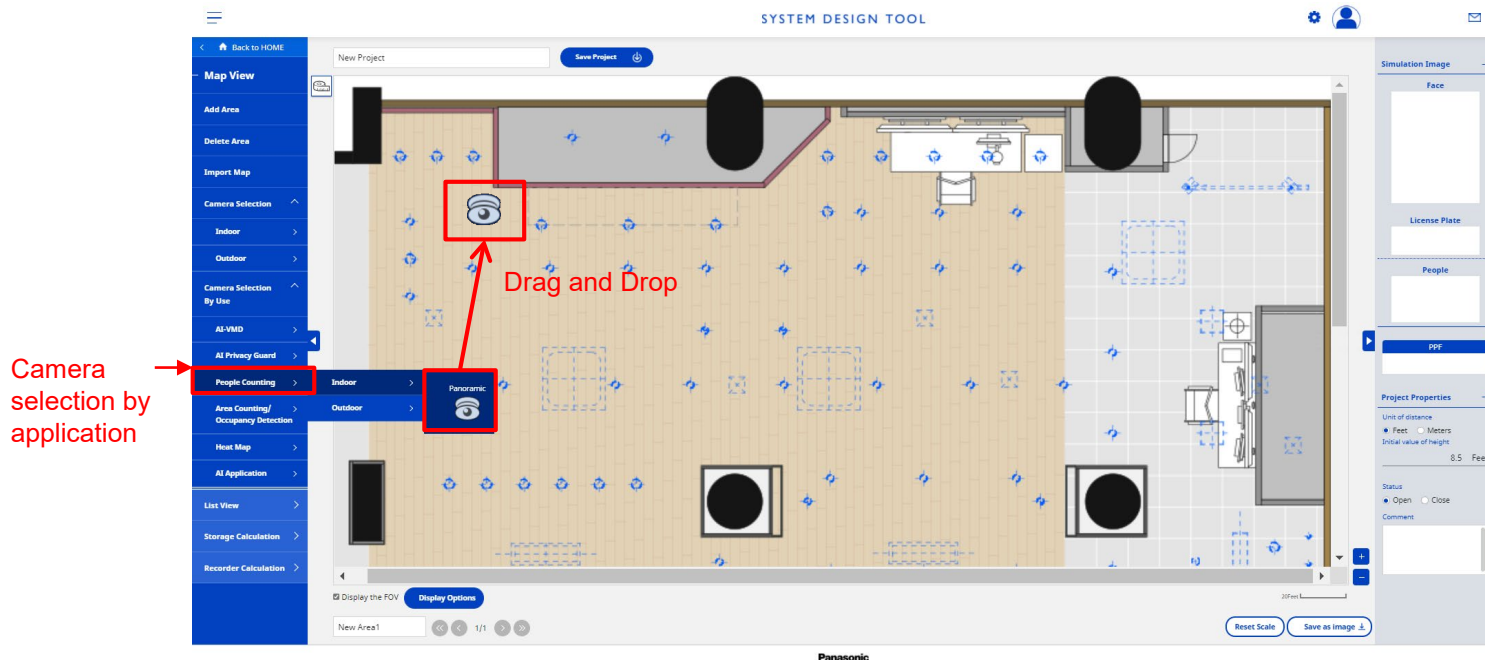 SYSTEM DESIGN TOOL
Back to HOME
Map View
Add Area
Delete Area
Import Map
Camera Selection
Indoor
Outdoor
Camera Selection
By Use
AI-VMD
AI Privacy Guard
People Counting
Area Counting/
Occupancy Detection
Heat Map
AI Application
List View
Storage Calculation
Recorder Calculation
Camera
selection by
application
New Project
Save Project
Drag and Drop
Indoor
Outdoor
Panoramic
Display the FOV
Display Options
20Feet
New Area1
1/1
Reset Scale
Save as image
Panasonic
Simulation Image
Face
License Plate
People
PPF
Project Properties
Unit of distance
Feet
Meters
Initial value of height
8.5 Fee
Status
Open
Close
Comment